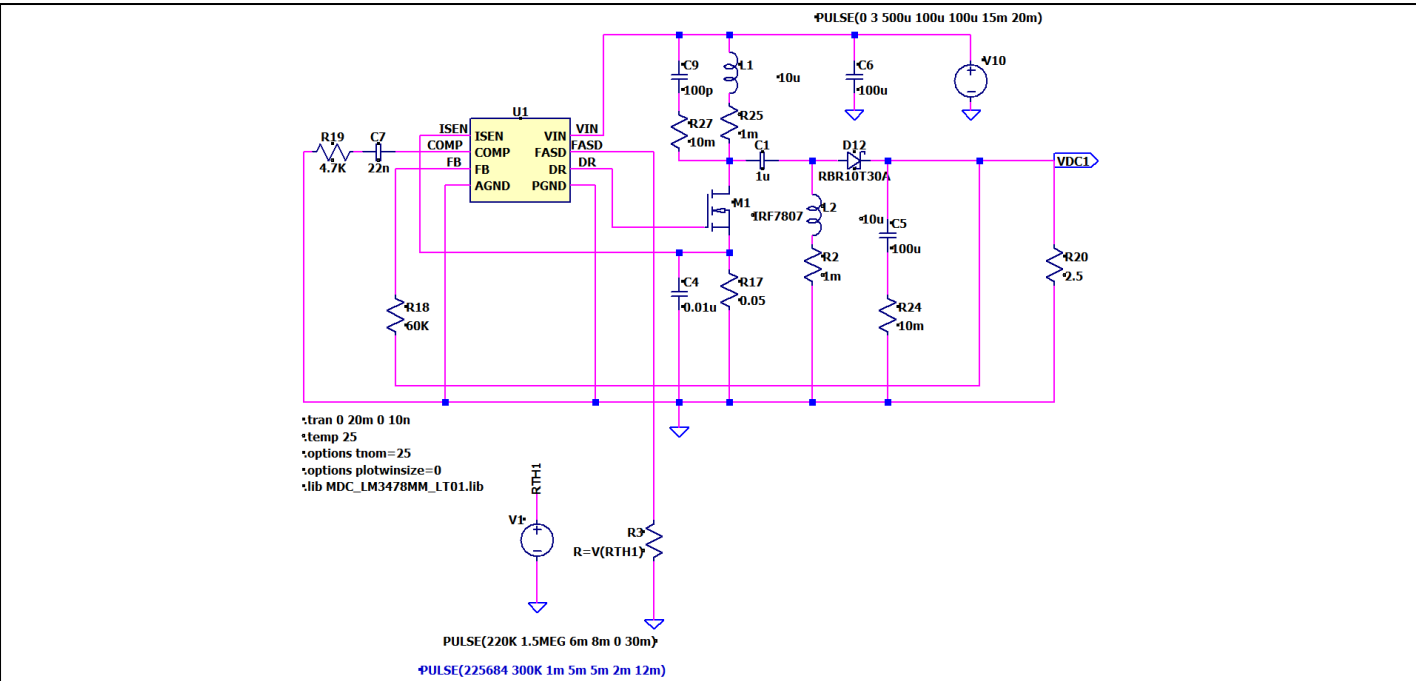 PULSE(0 3 500u 100u 100u 15m 20m)
V10
C9
100p
L1
10u
C6
100u
R27
10m
R25
1m
U1
ISEN
COMP
FB
VIN
FASD
DR
ISEN
COMP
FB
AGND
VIN
FASD
DR
PGND
R19
4.7K
C7
22n
C1
1u
D12
RBR10T30A
VDC1
M1
IRF7807
L2
10u
C5
100u
R2
1m
R20
2.5
C4
0.01u
R17
0.05
R18
60K
R24
10m
.tran 0 20m 0 10n
.temp 25
.options tnom=25
.options plotwinsize=0
.lib MDC_LM3478MM_LT01.lib
RTH1
V1
R3
R=V(RTH1)
PULSE(220K 1.5MEG 6m 8m 0 30m)
PULSE(225684 300K 1m 5m 5m 2m 12m)